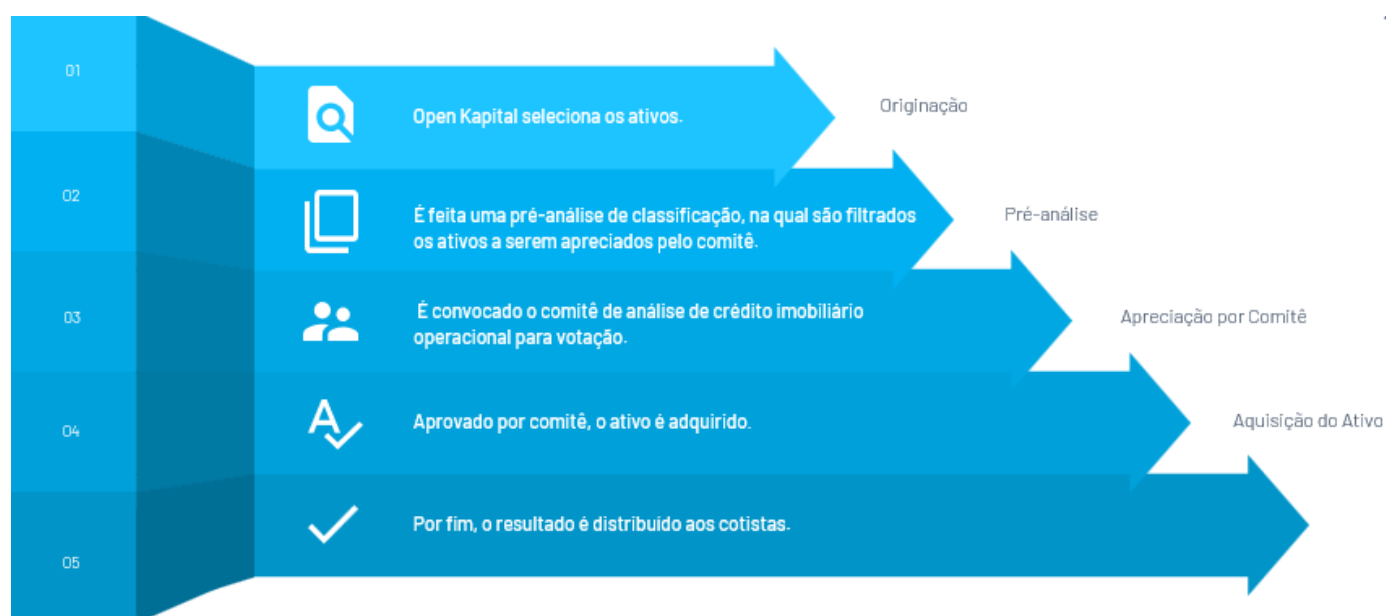 01
Open Kapital seleciona os ativos.
Originação
02
É feita uma pré-análise de classificação, na qual são filtrados
os ativos a serem apreciados pelo comitê.
Pré-análise
03
É convocado o comitê de análise de crédito imobiliário
operacional para votação.
Apreciação por Comitê
04
Aprovado por comitê, o ativo é adquirido.
Aquisição do Ativo
05
Por fim, o resultado é distribuído aos cotistas.